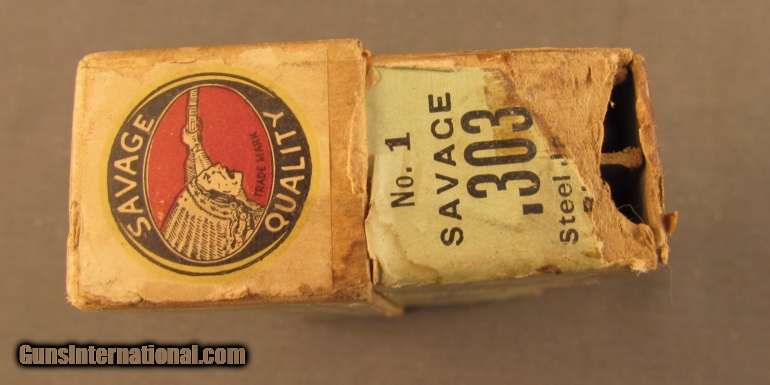 SAVAGE
QUALITY
TRADE MARK
No. 1
SAVAGE
.303
Steel
GunsInternational.com